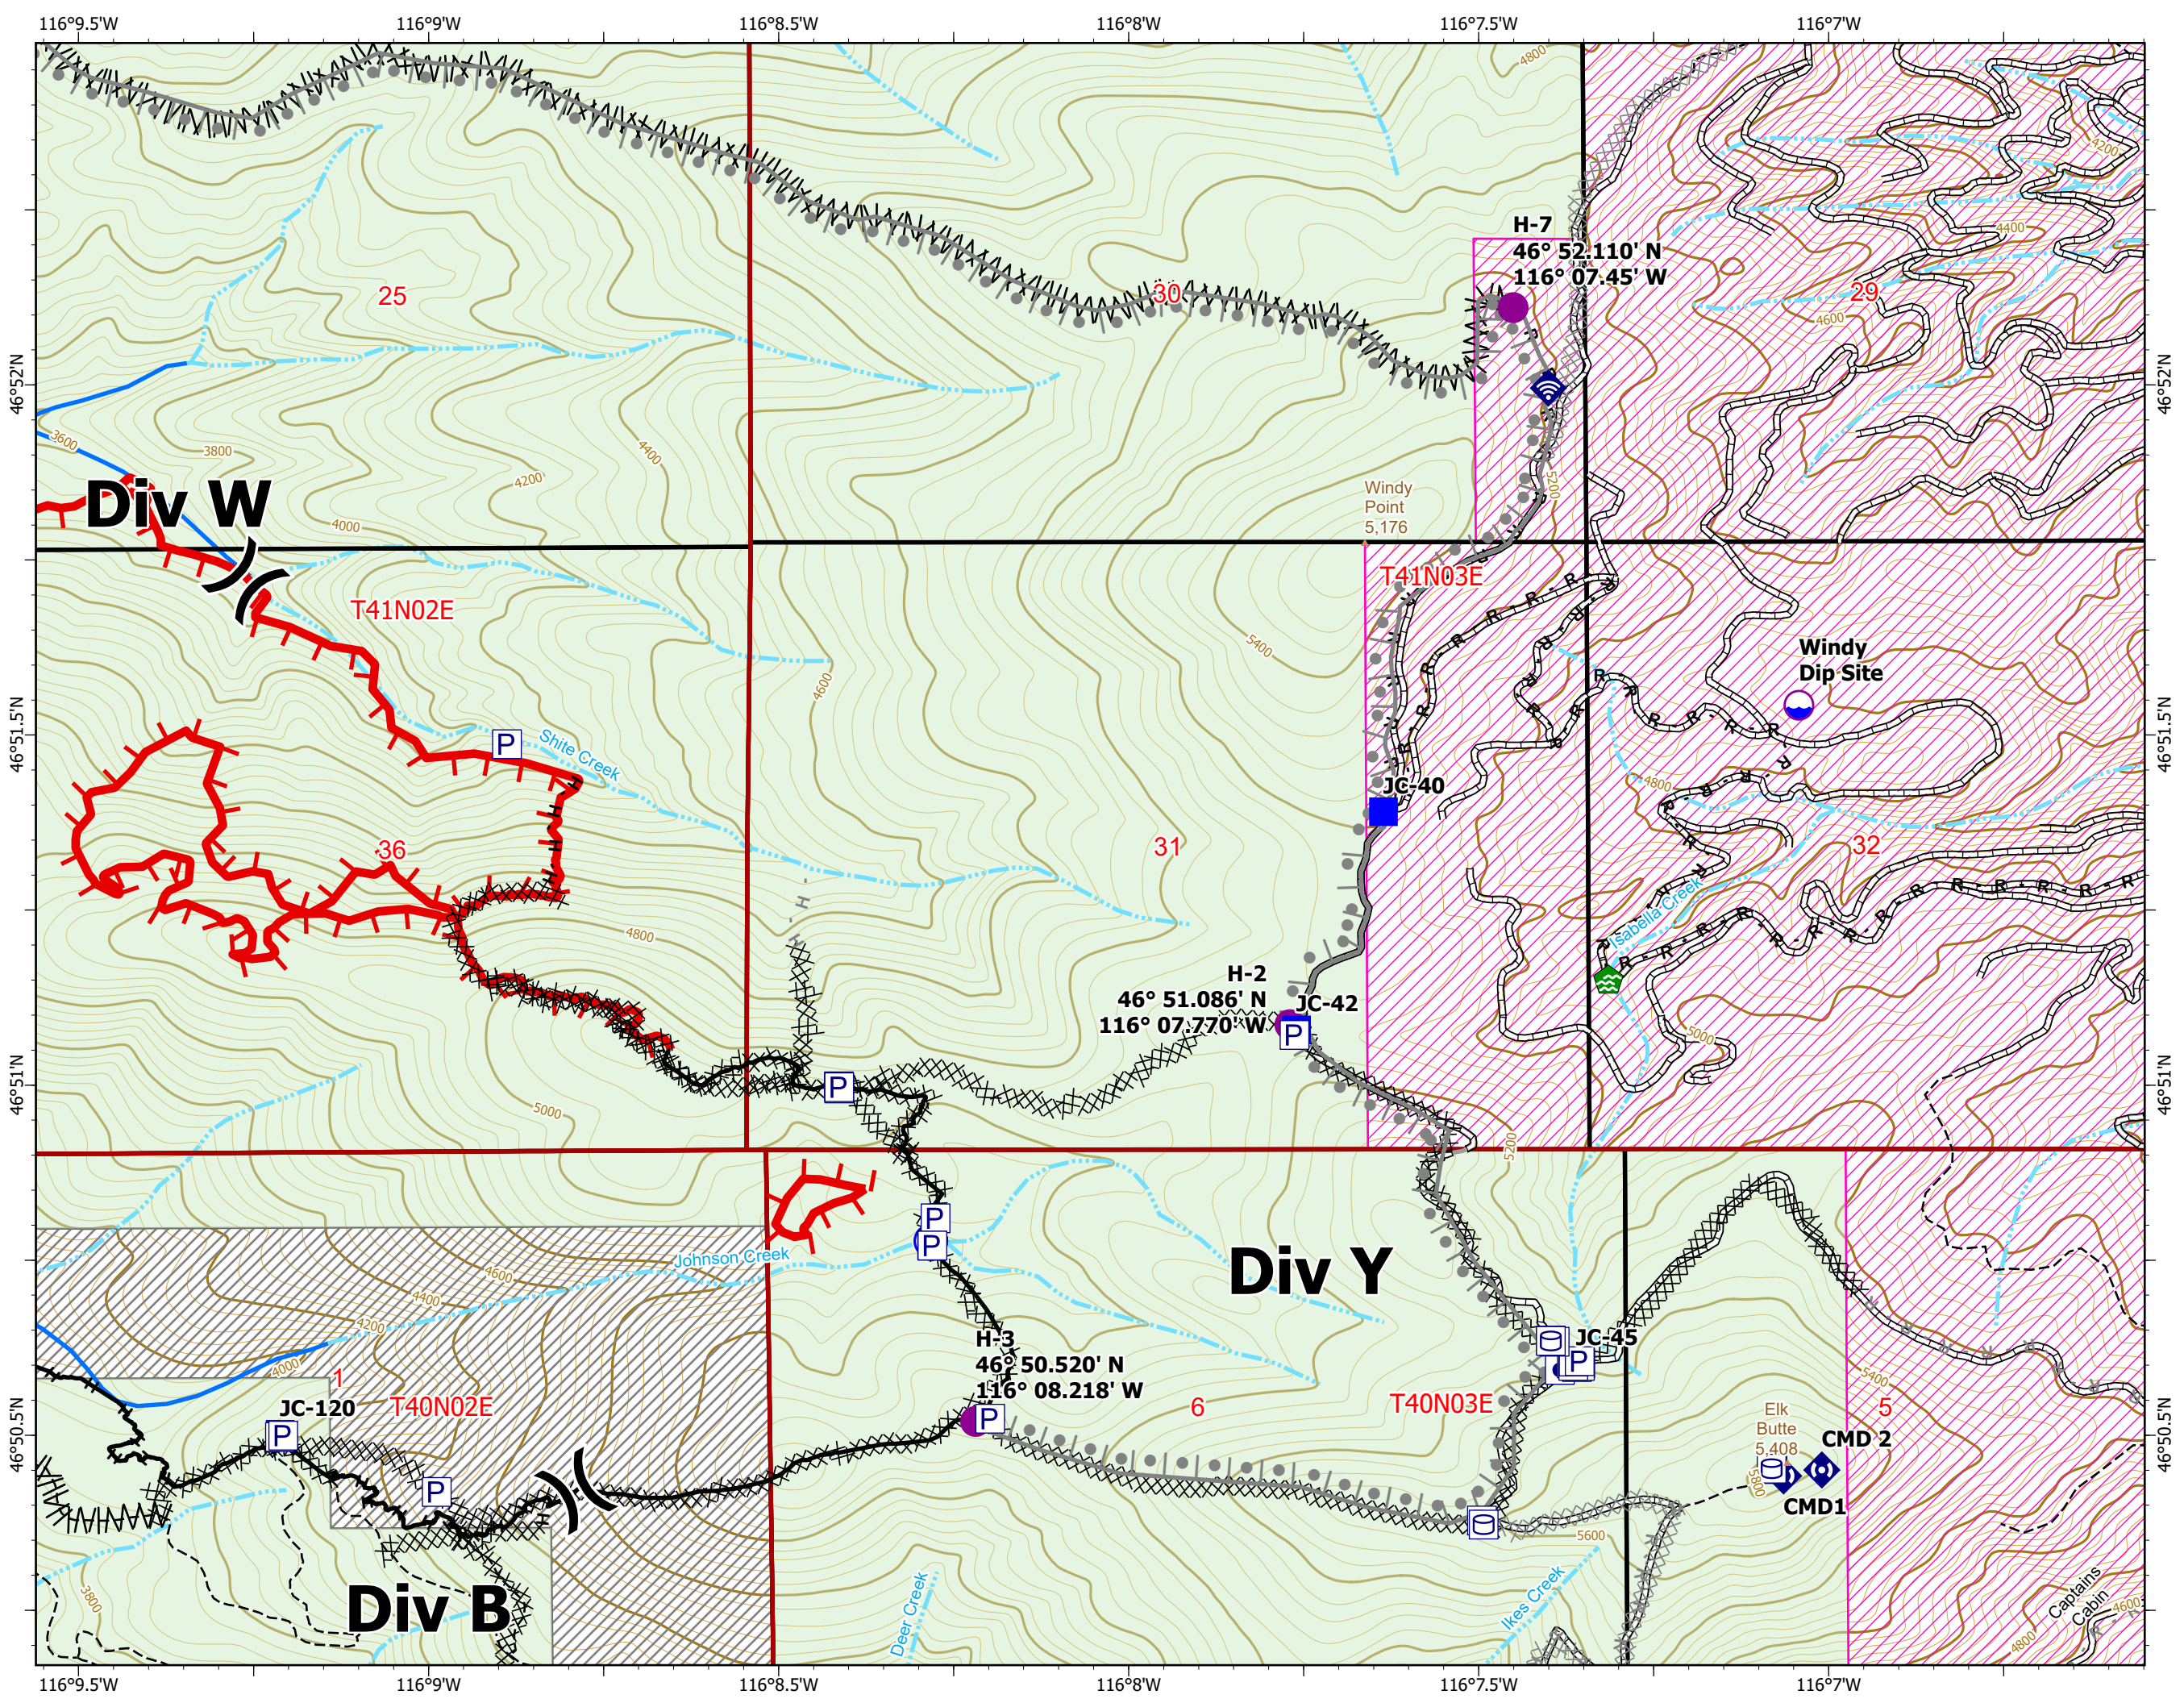 116°9.5'W
116°9'W
116°8.5'W
116°8'W
116°7.5'W
116°7'W
4800
4200
H-7
46° 52.110' N
116° 07.45' W
4400
25
30
29
4600
46°52'N
46°52'N
3600
3800
4400
4200
5200
Windy
Point
5,176
Div W
4000
T41N03E
T41N02E
5400
4600
Windy
Dip Site
46°51.5'N
46°51.5'N
P
Shite Creek
4800
JC-40
36
31
32
H
H
H
H
H
H
4800
Isabella Creek
H-2
46° 51.086' N
116° 07.770' W
JC-42
P
5000
46°51'N
46°51'N
P
5000
5200
P
P
Johnson Creek
4600
4400
4200
4000
Div Y
H-3
46° 50.520' N
116° 08.218' W
JC-45
P
5400
1
T40N02E
JC-120
P
P
6
T40N03E
5
Elk
Butte
5,408
CMD 2
46°50.5'N
46°50.5'N
P
5800
CMD1
H
5600
Div B
3800
Deer Creek
Ikes Creek
Captains
Cabin
4600
4800
116°9.5'W
116°9'W
116°8.5'W
116°8'W
116°7.5'W
116°7'W